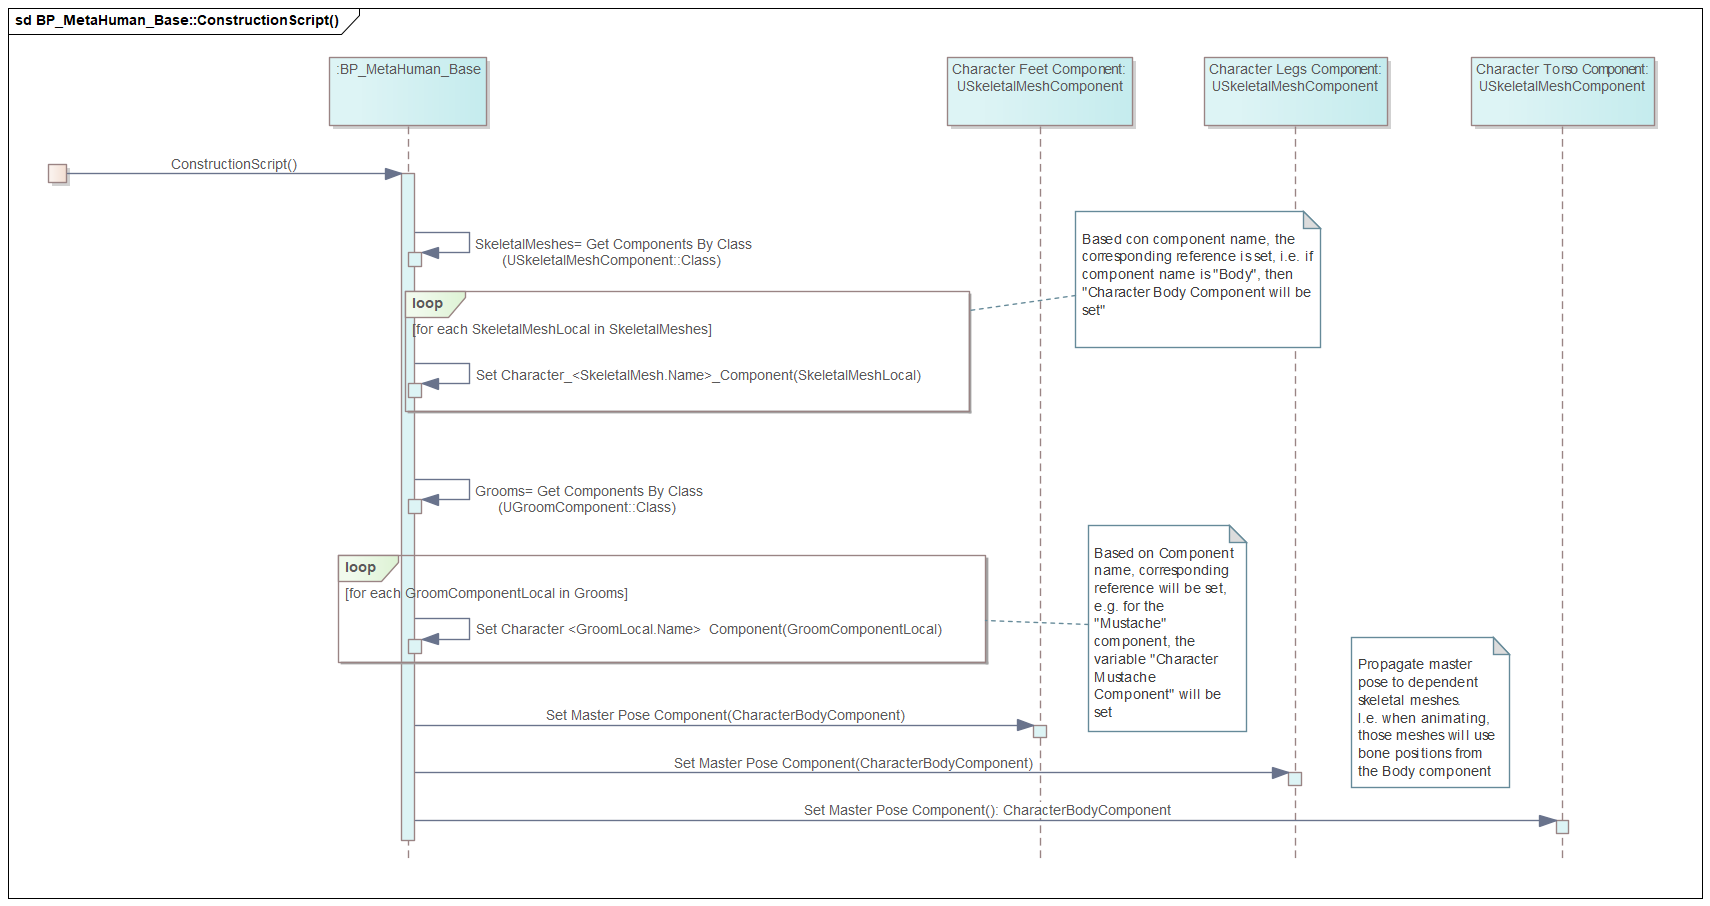 sd BP_MetaHuman_Base::ConstructionScript()
:BP_MetaHuman_Base
Character Feet Component:
USkeletalMeshComponent
Character Legs Component:
USkeletalMeshComponent
Character Torso Component:
USkeletalMeshComponent
ConstructionScript()
SkeletalMeshes= Get Components By Class
(USkeletalMeshComponent::Class)
Based con component name, the
corresponding reference is set, i.e. if
component name is "Body", then
"Character Body Component will be
set"
loop
[for each SkeletalMeshLocal in SkeletalMeshes]
Set Character_<SkeletalMesh.Name>_Component(SkeletalMeshLocal)
Grooms= Get Components By Class
(UGroomComponent::Class)
loop
[for each GroomComponentLocal in Grooms]
Set Character <GroomLocal.Name>  Component(GroomComponentLocal)
Based on Component
name, corresponding
reference will be set,
e.g. for the
"Mustache"
component, the
variable "Character
Mustache
Component" will be
set
Propagate master
pose to dependent
skeletal meshes.
I.e. when animating,
those meshes will use
bone positions from
the Body component
Set Master Pose Component(CharacterBodyComponent)
Set Master Pose Component(CharacterBodyComponent)
Set Master Pose Component(): CharacterBodyComponent